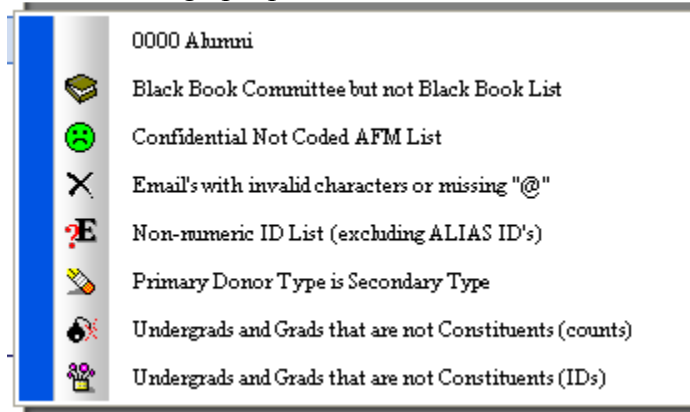 0000 Alumni
Black Book Committee but not Black Book List
Confidential Not Coded AFM List
Email's with invalid characters or missing "@"
?E Non-numeric ID List (excluding ALIAS ID's)
Primary Donor Type is Secondary Type
Undergrads and Grads that are not Constituents (counts)
Undergrads and Grads that are not Constituents (IDs)